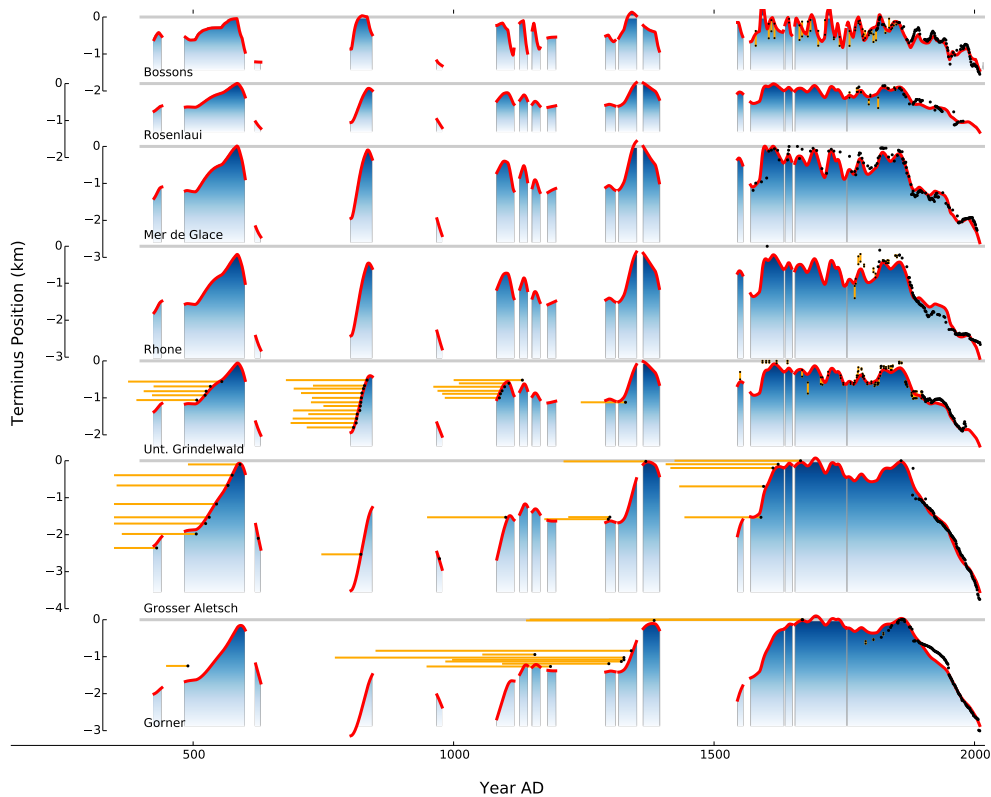 0
−1
Bossons
−2
0
−1
Rosenlaui
−2
0
−1
−2
Mer de Glace
−3
0
−1
−2
Rhone
−3
0
−1
−2
Unt. Grindelwald
0
−1
−2
−3
Grosser Aletsch
−4
0
−1
−2
Gorner
−3
Terminus Position (km)
500 1000 1500 2000
Year AD